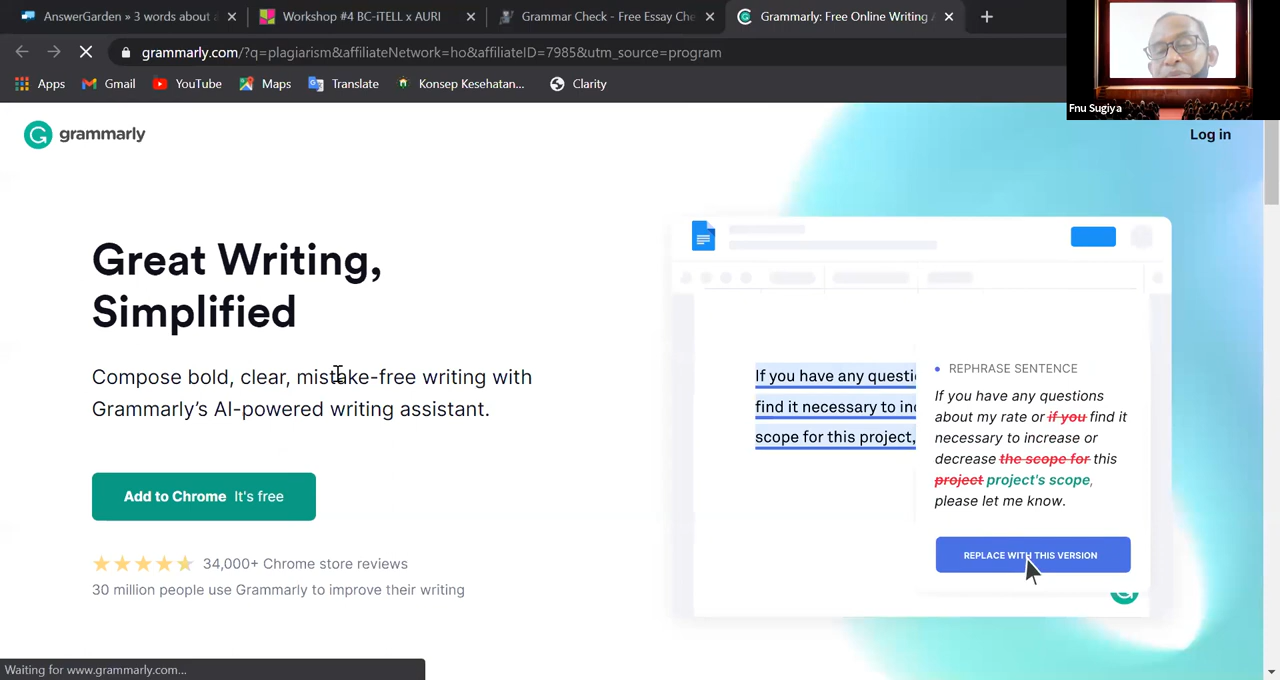 AnswerGarden » 3 words about
Workshop #4 BC-iTELL x AURI
Grammar Check - Free Essay Che
Grammarly: Free Online Writing
grammarly.com/?q=plagiarism&affiliateNetwork=ho&affiliateID=7985&utm_source=program
Apps
Gmail
YouTube
Maps
Translate
Konsep Kesehatan...
Clarity
Fnu Sugiya
grammarly
Log in
Great Writing,
Simplified
Compose bold, clear, mistake-free writing with
Grammarly's AI-powered writing assistant.
Add to Chrome It's free
34,000+ Chrome store reviews
30 million people use Grammarly to improve their writing
If you have any questi
find it necessary to inc
scope for this project,
REPHRASE SENTENCE
If you have any questions
about my rate or if you find it
necessary to increase or
decrease the scope for this
project project's scope,
please let me know.
REPLACE WITH THIS VERSION
Waiting for www.grammarly.com...